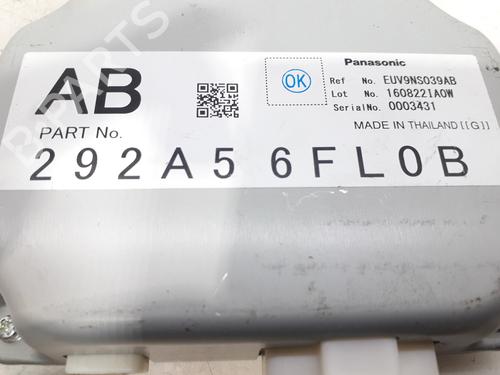 AB
PART No.
292A5 6FL0B
OK
Panasonic
Ref No. EUV9NS039AB
Lot No. 160822IA0W
Serial No. 0003431
MADE IN THAILAND [[G]]
B-PARTS